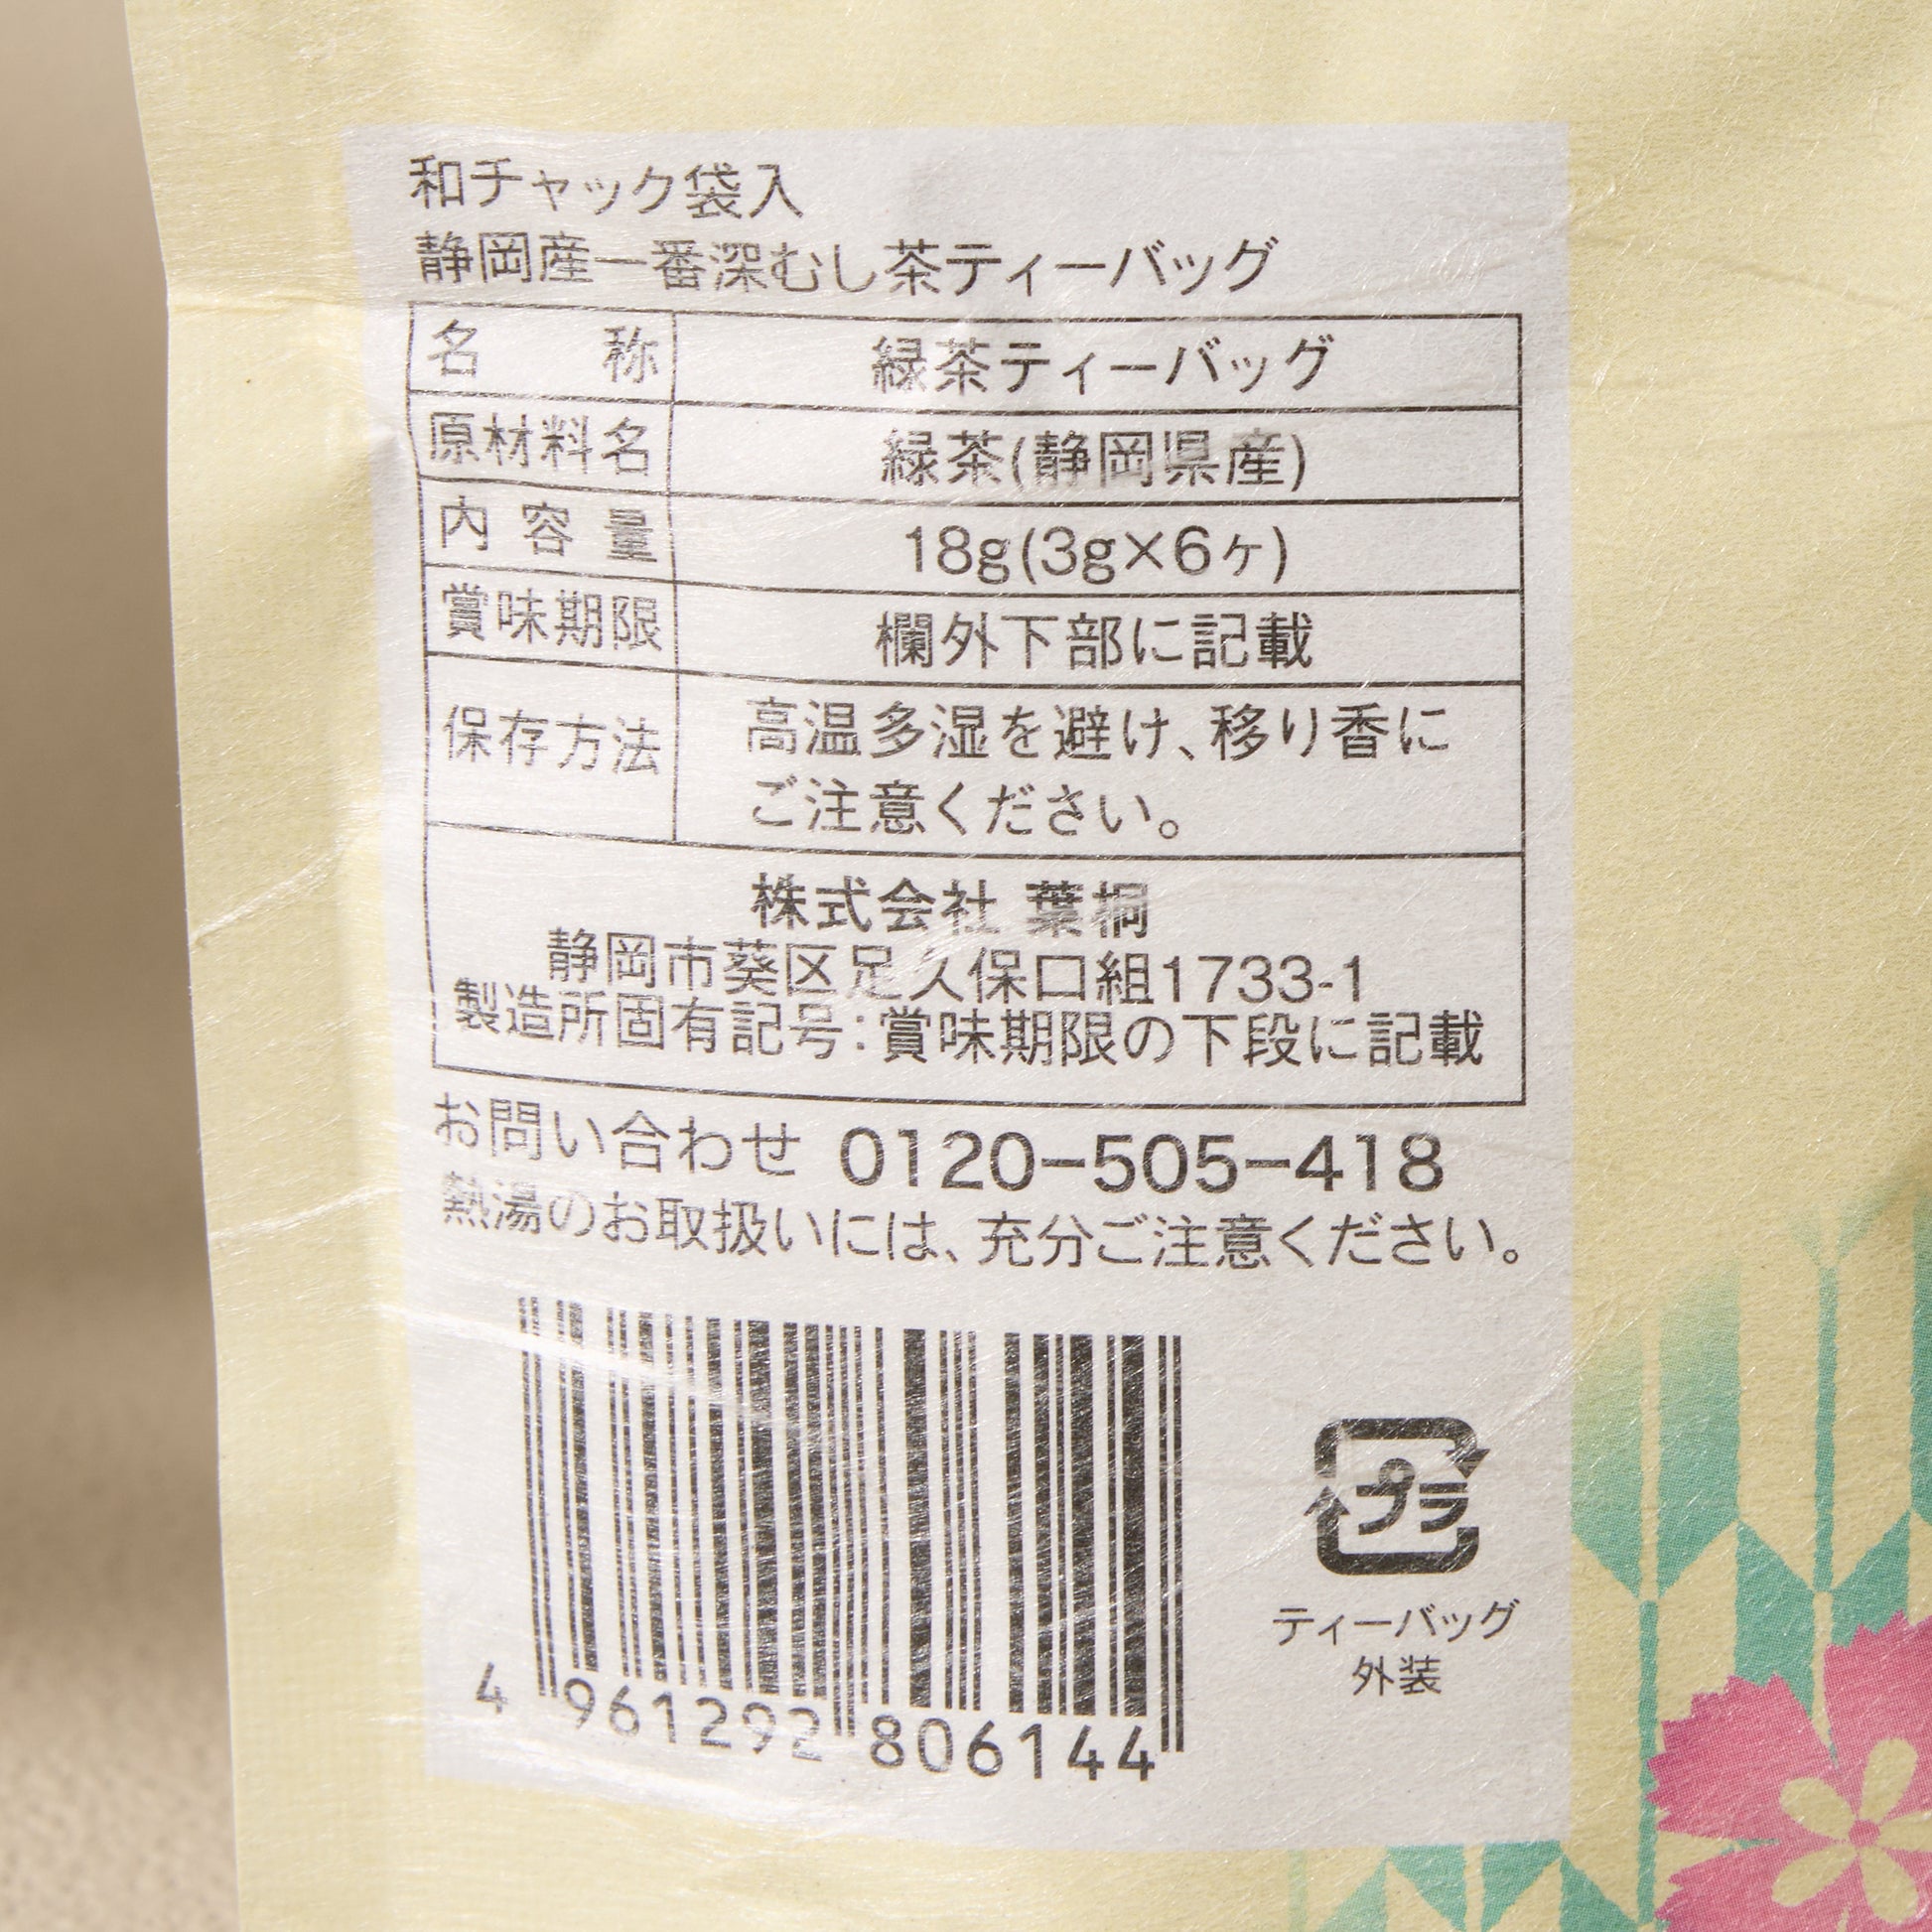 和チャック袋入
静岡産一番深むし茶ティーバッグ
名称 緑茶ティーバッグ
原材料名 緑茶(静岡県産)
内容量 18g(3g×6ヶ)
賞味期限 欄外下部に記載
保存方法 高温多湿を避け、移り香に
ご注意ください。
株式会社 葉桐
静岡市葵区足久保口組1733-1
製造所固有記号:賞味期限の下段に記載
お問い合わせ 0120-505-418
熱湯のお取扱いには、充分ご注意ください。
プラ
ティーバッグ
外装
4 961292 806144